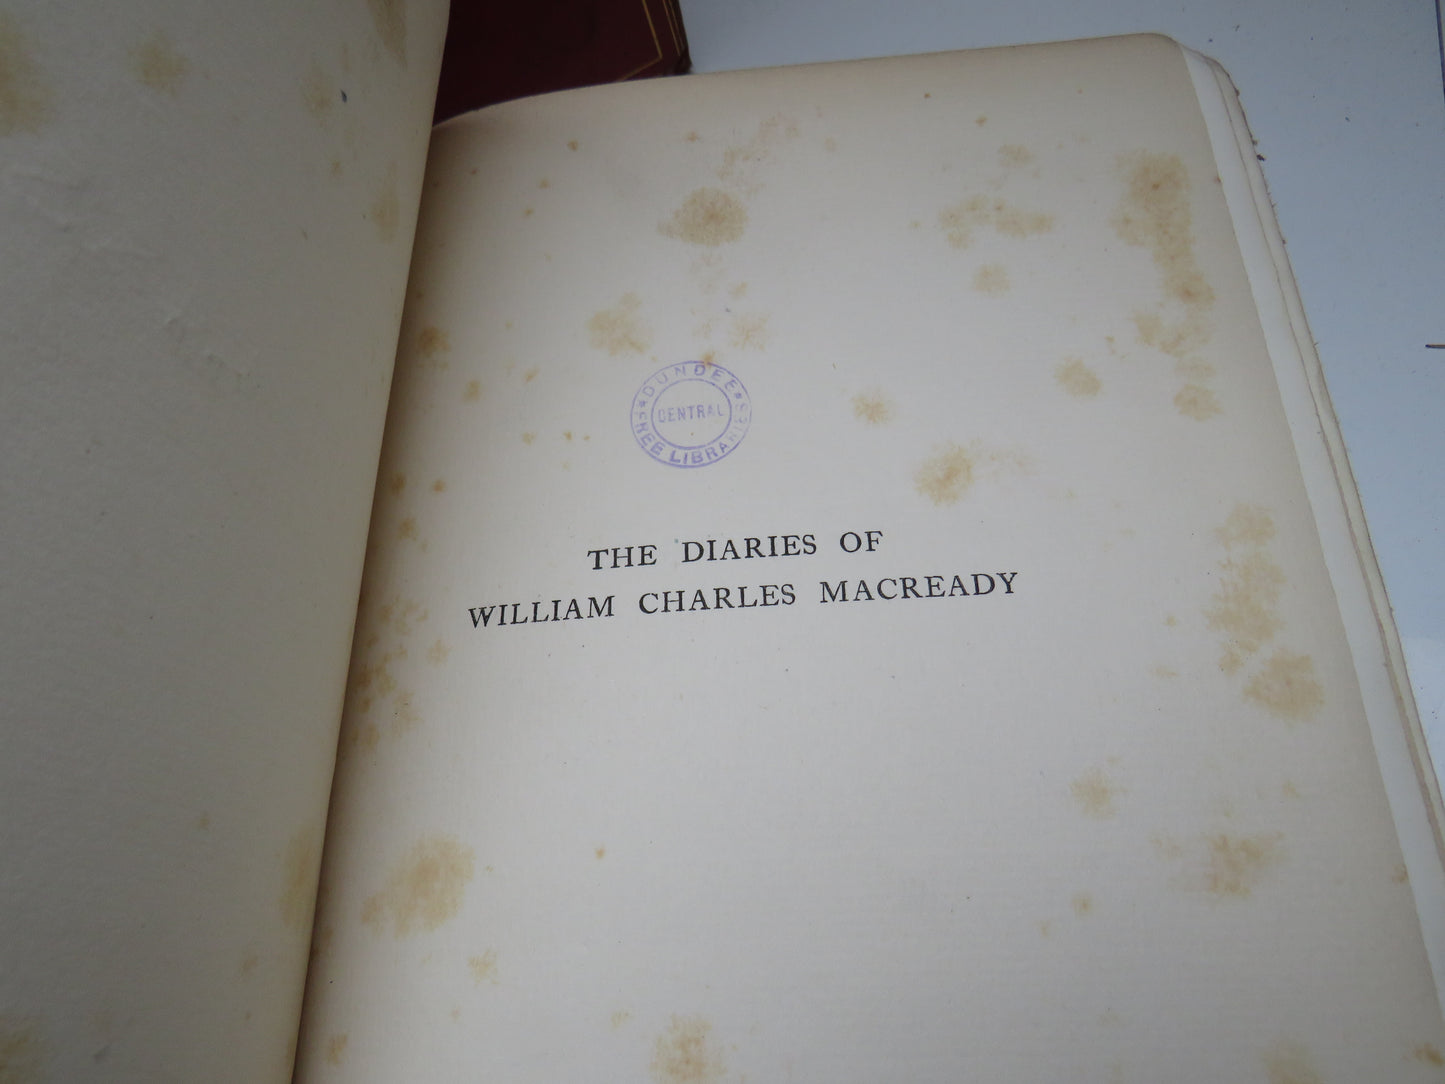 DUNDEE
CENTRAL
FREE LIBRARIES
THE DIARIES OF
WILLIAM CHARLES MACREADY